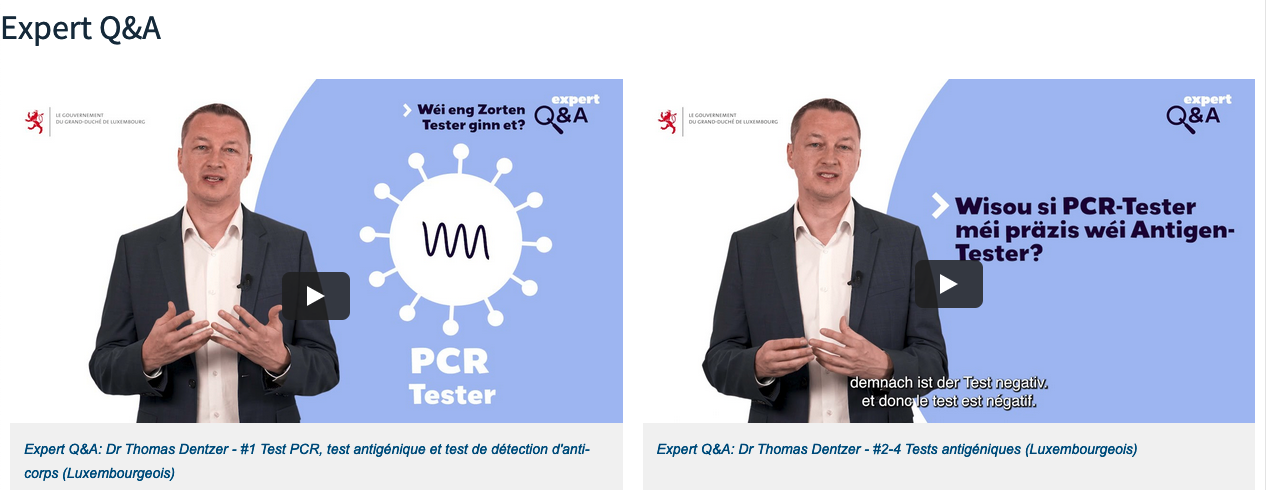 Expert Q&A
LE GOUVERNEMENT
DU GRAND-DUCHÉ DE LUXEMBOURG
Wéi eng Zorten
Tester ginn et?
expert
Q&A
PCR
Tester
Expert Q&A: Dr Thomas Dentzer - #1 Test PCR, test antigénique et test de détection d'anti-
corps (Luxembourgeois)
LE GOUVERNEMENT
DU GRAND-DUCHÉ DE LUXEMBOURG
expert
Q&A
Wisou si PCR-Tester
méi präzis wéi Antigen-
Tester?
demnach ist der Test negativ.
et donc le test est négatif.
Expert Q&A: Dr Thomas Dentzer - #2-4 Tests antigéniques (Luxembourgeois)